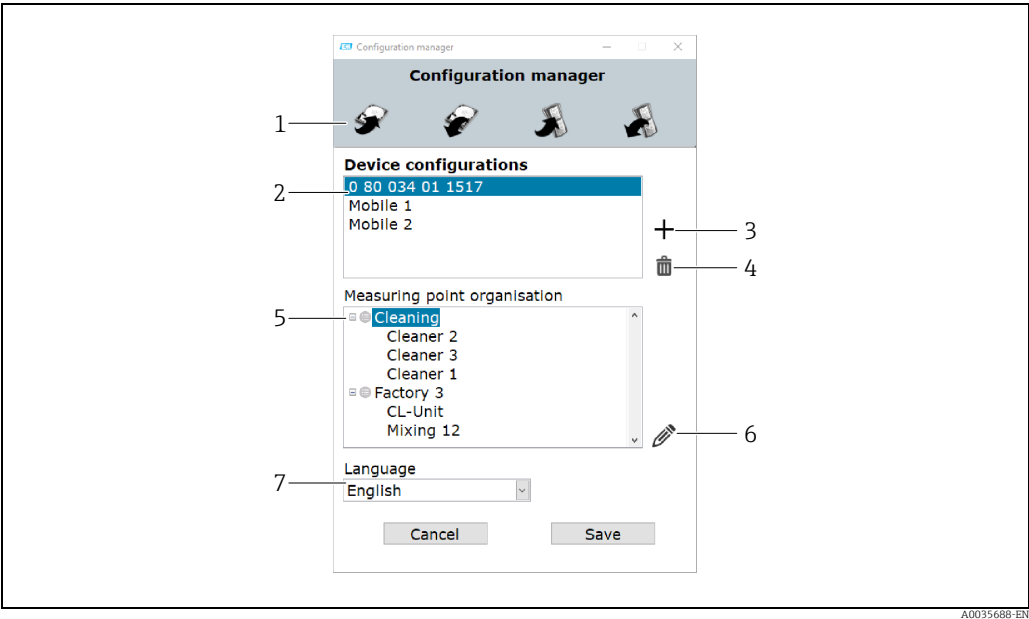 Configuration manager
Configuration manager
1
Device configurations
2
0 80 034 01 1517
Mobile 1
Mobile 2
3
4
Measuring point organisation
5
Cleaning
Cleaner 2
Cleaner 3
Cleaner 1
Factory 3
CL-Unit
Mixing 12
6
Language
7
English
Cancel
Save
A0035688-EN